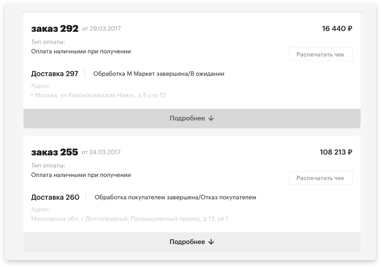 заказ 292 от 29.03.2017 16 440 ₽
Тип оплаты:
Оплата наличными при получении
Распечатать чек
Доставка 297 Обработка М Маркет завершена/В ожидании
Адрес:
г Москва, ул Красносельская Нижн., д 5 стр 12
Подробнее ↓
заказ 255 от 24.03.2017 108 213 ₽
Тип оплаты:
Оплата наличными при получении
Распечатать чек
Доставка 260 Обработка покупателем завершена/Отказ покупателем
Адрес:
Московская обл, г Долгопрудный, Промышленный проезд, д 13, кв 1
Подробнее ↓